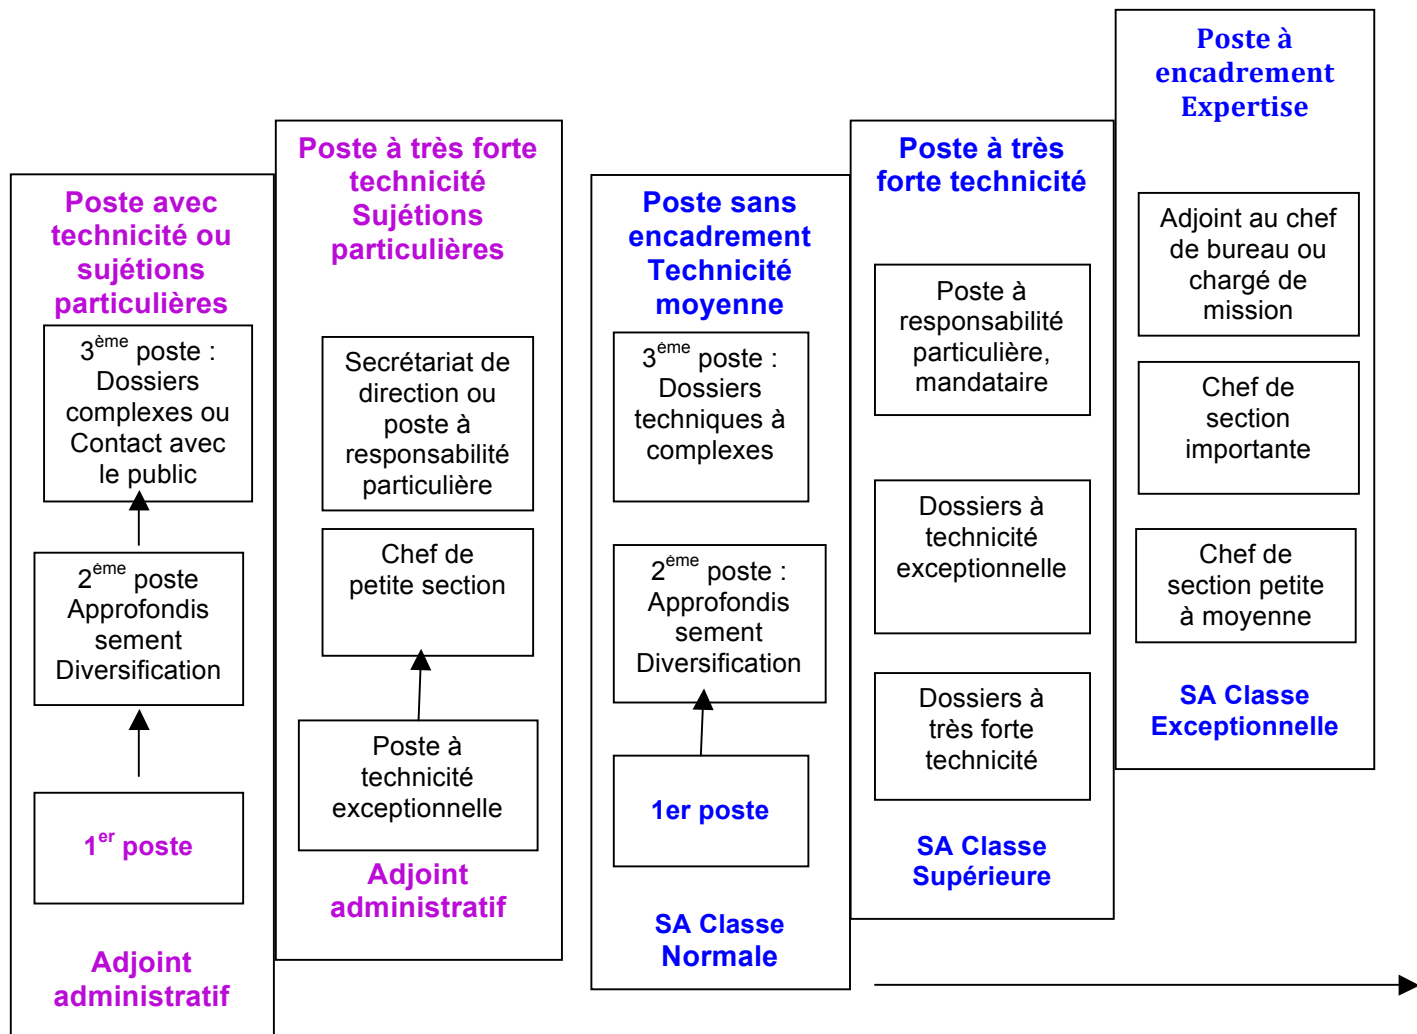 Poste avec
technicité ou
sujétions
particulières
3ème poste :
Dossiers
complexes ou
Contact avec
le public
2ème poste
Approfondis
sement
Diversification
1er poste
Adjoint
administratif
Poste à très forte
technicité
Sujétions
particulières
Secrétariat de
direction ou
poste à
responsabilité
particulière
Chef de
petite section
Poste à
technicité
exceptionnelle
Adjoint
administratif
Poste sans
encadrement
Technicité
moyenne
3ème poste :
Dossiers
techniques à
complexes
2ème poste :
Approfondis
sement
Diversification
1er poste
SA Classe
Normale
Poste à très
forte technicité
Poste à
responsabilité
particulière,
mandataire
Dossiers à
technicité
exceptionnelle
Dossiers à
très forte
technicité
SA Classe
Supérieure
Poste à
encadrement
Expertise
Adjoint au chef
de bureau ou
chargé de
mission
Chef de
section
importante
Chef de
section petite
à moyenne
SA Classe
Exceptionnelle